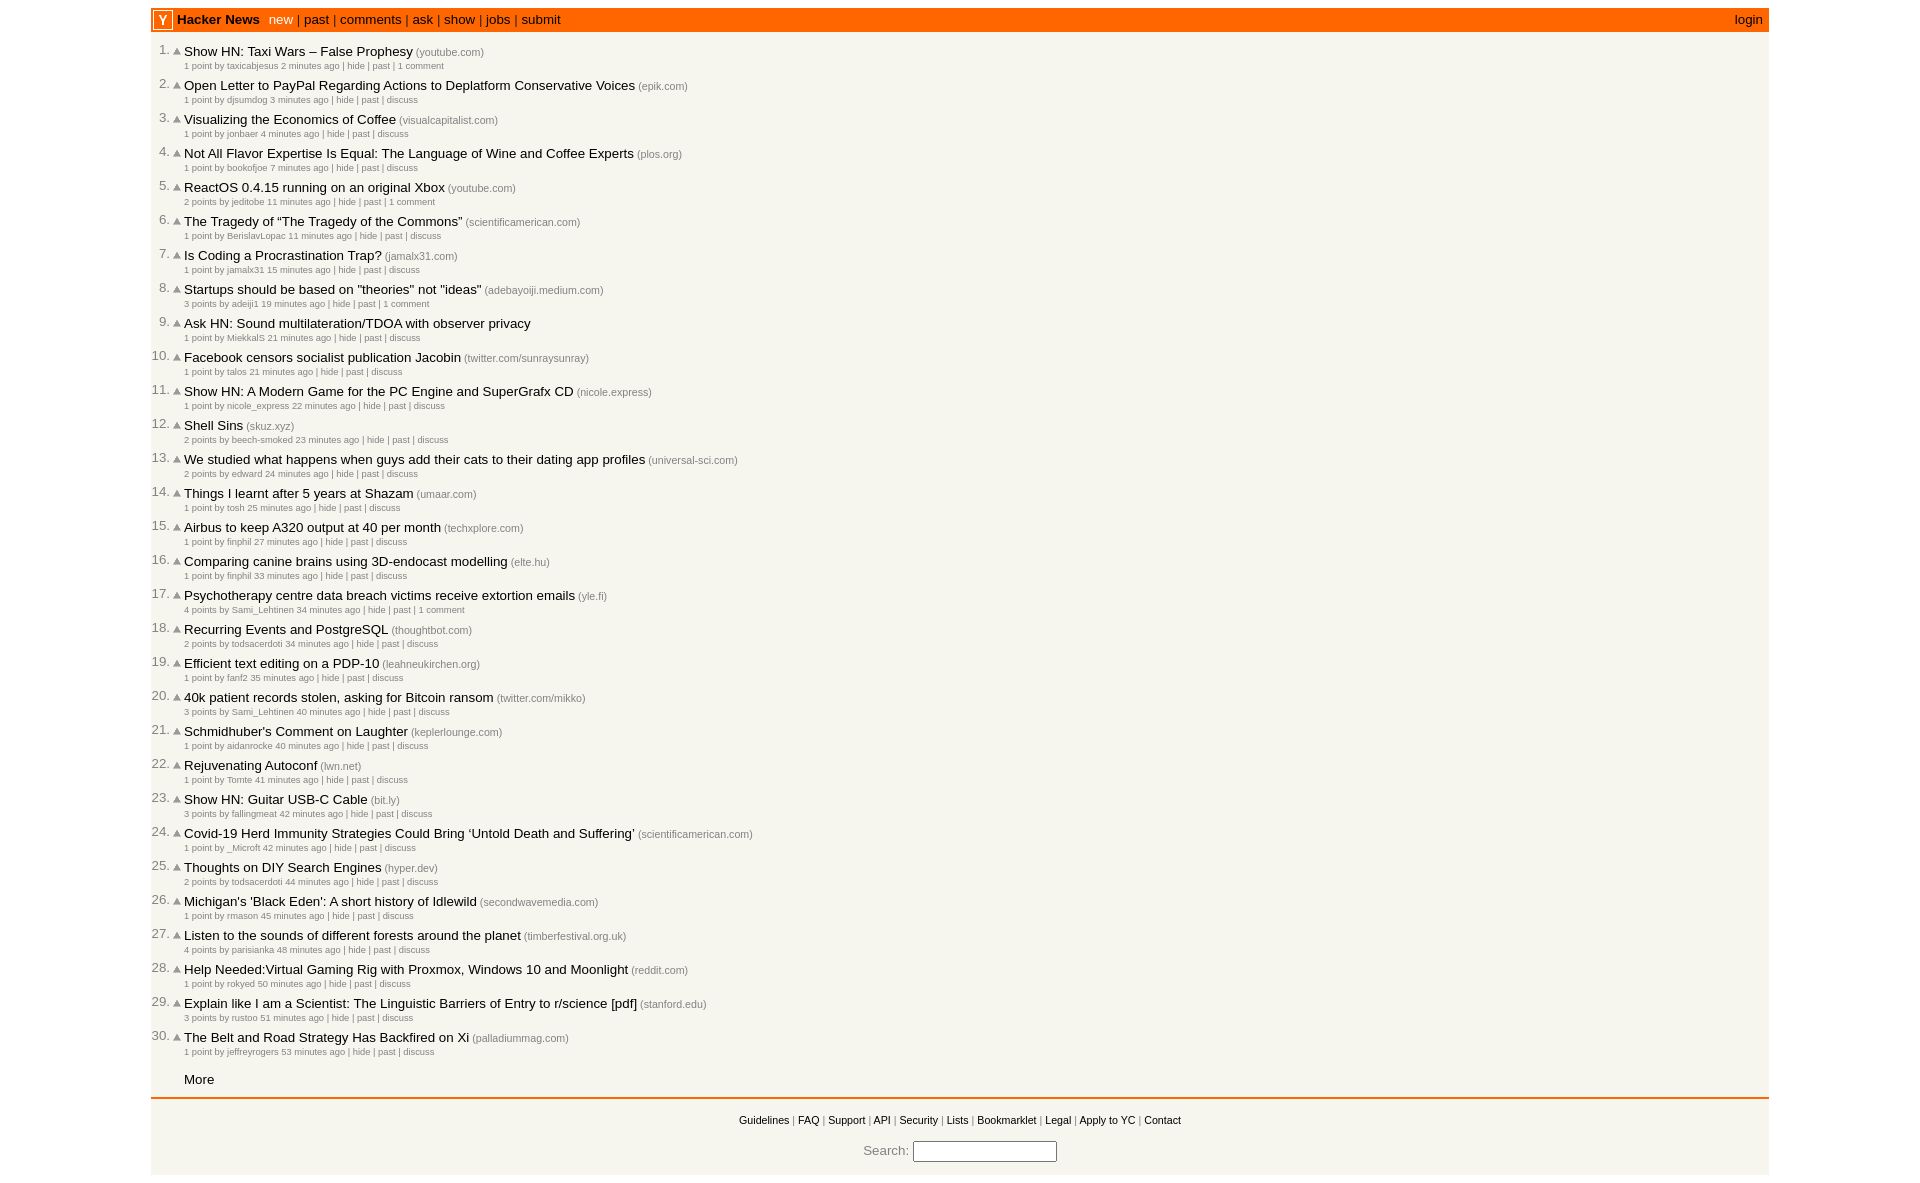 Y Hacker News new | past | comments | ask | show | jobs | submit login
1. Show HN: Taxi Wars – False Prophesy (youtube.com)
1 point by taxicabjesus 2 minutes ago | hide | past | 1 comment
2. Open Letter to PayPal Regarding Actions to Deplatform Conservative Voices (epik.com)
1 point by djsumdog 3 minutes ago | hide | past | discuss
3. Visualizing the Economics of Coffee (visualcapitalist.com)
1 point by jonbaer 4 minutes ago | hide | past | discuss
4. Not All Flavor Expertise Is Equal: The Language of Wine and Coffee Experts (plos.org)
1 point by bookofjoe 7 minutes ago | hide | past | discuss
5. ReactOS 0.4.15 running on an original Xbox (youtube.com)
2 points by jeditobe 11 minutes ago | hide | past | 1 comment
6. The Tragedy of “The Tragedy of the Commons” (scientificamerican.com)
1 point by BerislavLopac 11 minutes ago | hide | past | discuss
7. Is Coding a Procrastination Trap? (jamalx31.com)
1 point by jamalx31 15 minutes ago | hide | past | discuss
8. Startups should be based on "theories" not "ideas" (adebayoiji.medium.com)
3 points by adeiji1 19 minutes ago | hide | past | 1 comment
9. Ask HN: Sound multilateration/TDOA with observer privacy
1 point by MiekkalS 21 minutes ago | hide | past | discuss
10. Facebook censors socialist publication Jacobin (twitter.com/sunraysunray)
1 point by talos 21 minutes ago | hide | past | discuss
11. Show HN: A Modern Game for the PC Engine and SuperGrafx CD (nicole.express)
1 point by nicole_express 22 minutes ago | hide | past | discuss
12. Shell Sins (skuz.xyz)
2 points by beech-smoked 23 minutes ago | hide | past | discuss
13. We studied what happens when guys add their cats to their dating app profiles (universal-sci.com)
2 points by edward 24 minutes ago | hide | past | discuss
14. Things I learnt after 5 years at Shazam (umaar.com)
1 point by tosh 25 minutes ago | hide | past | discuss
15. Airbus to keep A320 output at 40 per month (techxplore.com)
1 point by finphil 27 minutes ago | hide | past | discuss
16. Comparing canine brains using 3D-endocast modelling (elte.hu)
1 point by finphil 33 minutes ago | hide | past | discuss
17. Psychotherapy centre data breach victims receive extortion emails (yle.fi)
4 points by Sami_Lehtinen 34 minutes ago | hide | past | 1 comment
18. Recurring Events and PostgreSQL (thoughtbot.com)
2 points by todsacerdoti 34 minutes ago | hide | past | discuss
19. Efficient text editing on a PDP-10 (leahneukirchen.org)
1 point by fanf2 35 minutes ago | hide | past | discuss
20. 40k patient records stolen, asking for Bitcoin ransom (twitter.com/mikko)
3 points by Sami_Lehtinen 40 minutes ago | hide | past | discuss
21. Schmidhuber's Comment on Laughter (keplerlounge.com)
1 point by aidanrocke 40 minutes ago | hide | past | discuss
22. Rejuvenating Autoconf (lwn.net)
1 point by Tomte 41 minutes ago | hide | past | discuss
23. Show HN: Guitar USB-C Cable (bit.ly)
3 points by fallingmeat 42 minutes ago | hide | past | discuss
24. Covid-19 Herd Immunity Strategies Could Bring ‘Untold Death and Suffering’ (scientificamerican.com)
1 point by _Microft 42 minutes ago | hide | past | discuss
25. Thoughts on DIY Search Engines (hyper.dev)
2 points by todsacerdoti 44 minutes ago | hide | past | discuss
26. Michigan's 'Black Eden': A short history of Idlewild (secondwavemedia.com)
1 point by rmason 45 minutes ago | hide | past | discuss
27. Listen to the sounds of different forests around the planet (timberfestival.org.uk)
4 points by parisianka 48 minutes ago | hide | past | discuss
28. Help Needed:Virtual Gaming Rig with Proxmox, Windows 10 and Moonlight (reddit.com)
1 point by rokyed 50 minutes ago | hide | past | discuss
29. Explain like I am a Scientist: The Linguistic Barriers of Entry to r/science [pdf] (stanford.edu)
3 points by rustoo 51 minutes ago | hide | past | discuss
30. The Belt and Road Strategy Has Backfired on Xi (palladiummag.com)
1 point by jeffreyrogers 53 minutes ago | hide | past | discuss
More
Guidelines | FAQ | Support | API | Security | Lists | Bookmarklet | Legal | Apply to YC | Contact
Search: